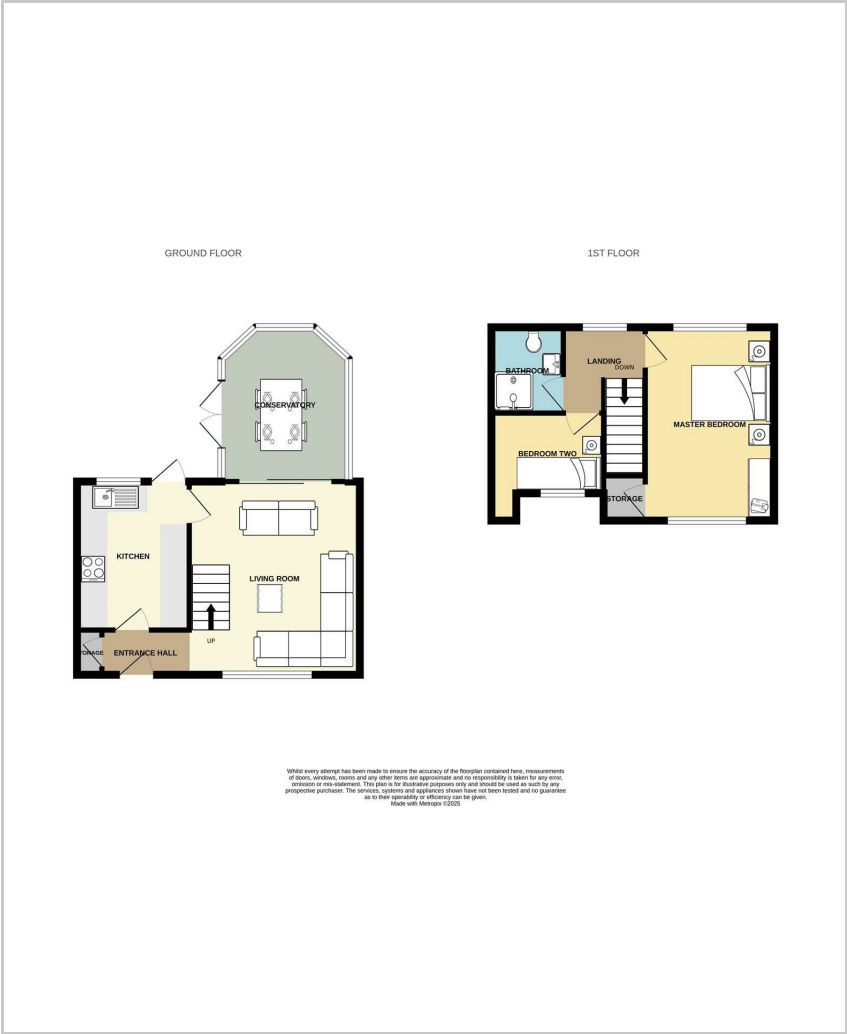 GROUND FLOOR
1ST FLOOR
CONSERVATORY
KITCHEN
LIVING ROOM
UP
TORAGE
ENTRANCE HALL
LANDING
DOWN
BATHROOM
MASTER BEDROOM
BEDROOM TWO
STORAGE
Whilst every attempt has been made to ensure the accuracy of the floorplan contained here, measurements
of doors, windows, rooms and any other items are approximate and no responsibility is taken for any error,
omission or mis-statement. This plan is for illustrative purposes only and should be used as such by any
prospective purchaser. The services, systems and appliances shown have not been tested and no guarantee
as to their operability or efficiency can be given.
Made with Metropix ©2025